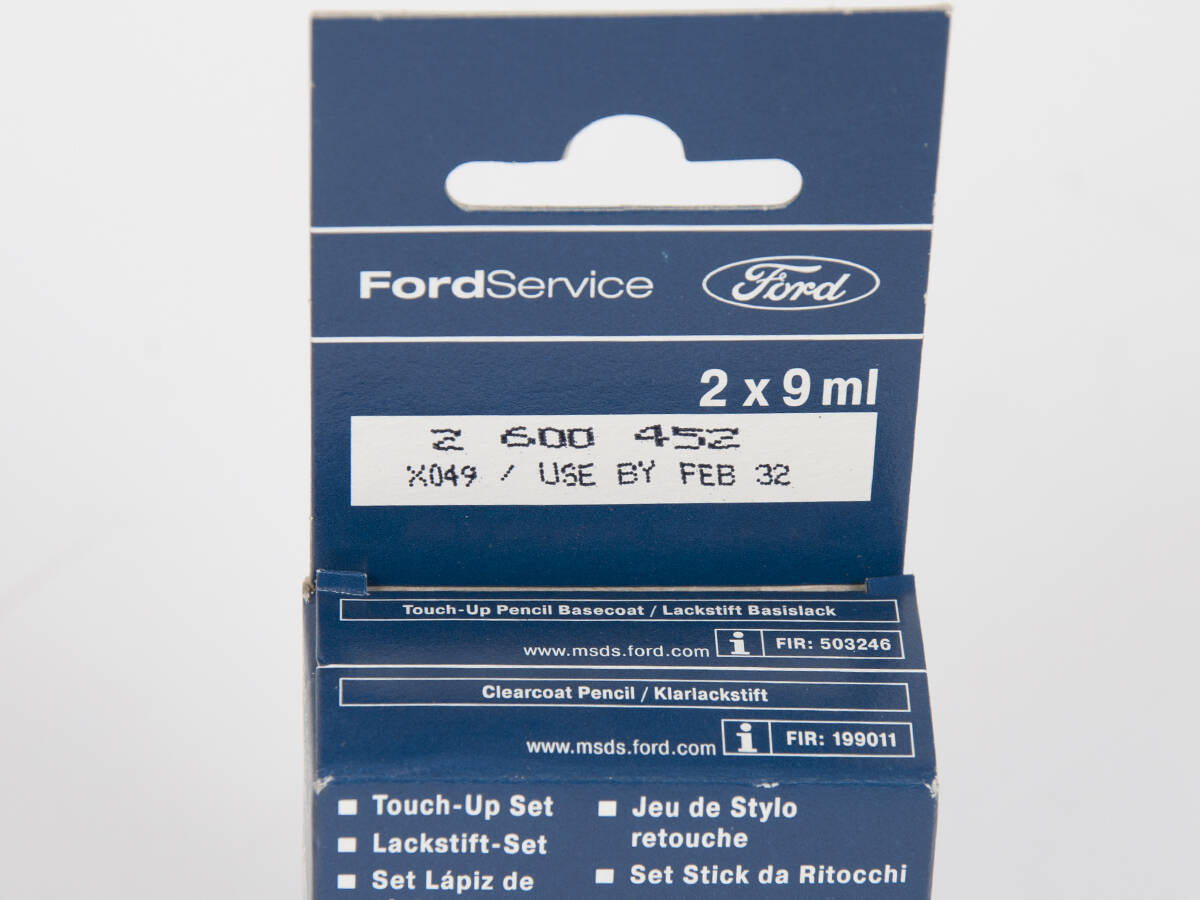 FordService Ford
2 x 9 ml
2 600 452
X049 / USE BY FEB 32
Touch-Up Pencil Basecoat / Lackstift Basislack
www.msds.ford.com i FIR: 503246
Clearcoat Pencil / Klarlackstift
www.msds.ford.com i FIR: 199011
■ Touch-Up Set
■ Lackstift-Set
■ Set Lápiz de
■ Jeu de Stylo
retouche
■ Set Stick da Ritocchi